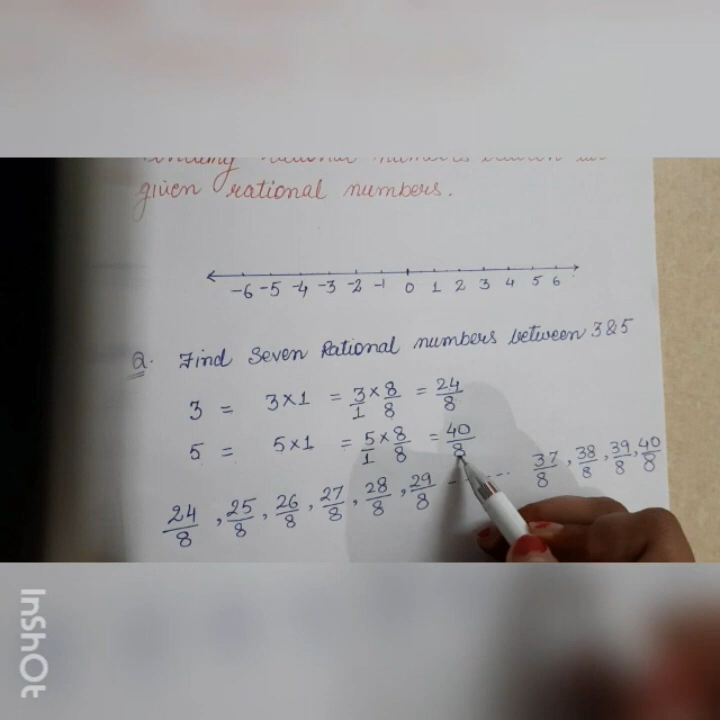 rational numbers between
given rational numbers.
-6 -5 -4 -3 -2 -1 0 1 2 3 4 5 6
Q. Find Seven Rational numbers between 3 & 5
3 = 3×1 = 3/1 × 8/8 = 24/8
5 = 5×1 = 5/1 × 8/8 = 40/8
24/8, 25/8, 26/8, 27/8, 28/8, 29/8 ------- 37/8, 38/8, 39/8, 40/8
InShOt